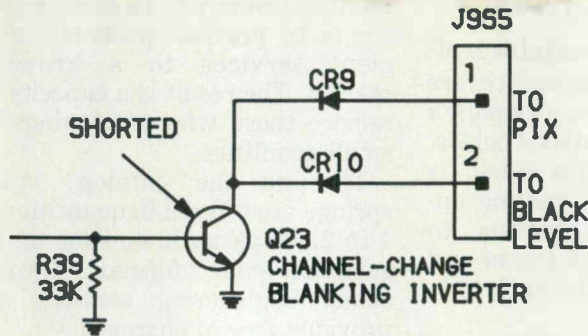 J9S5
CR9
1
TO
PIX
SHORTED
CR10
2
TO
BLACK
LEVEL
Q23
CHANNEL-CHANGE
BLANKING INVERTER
R39
33K